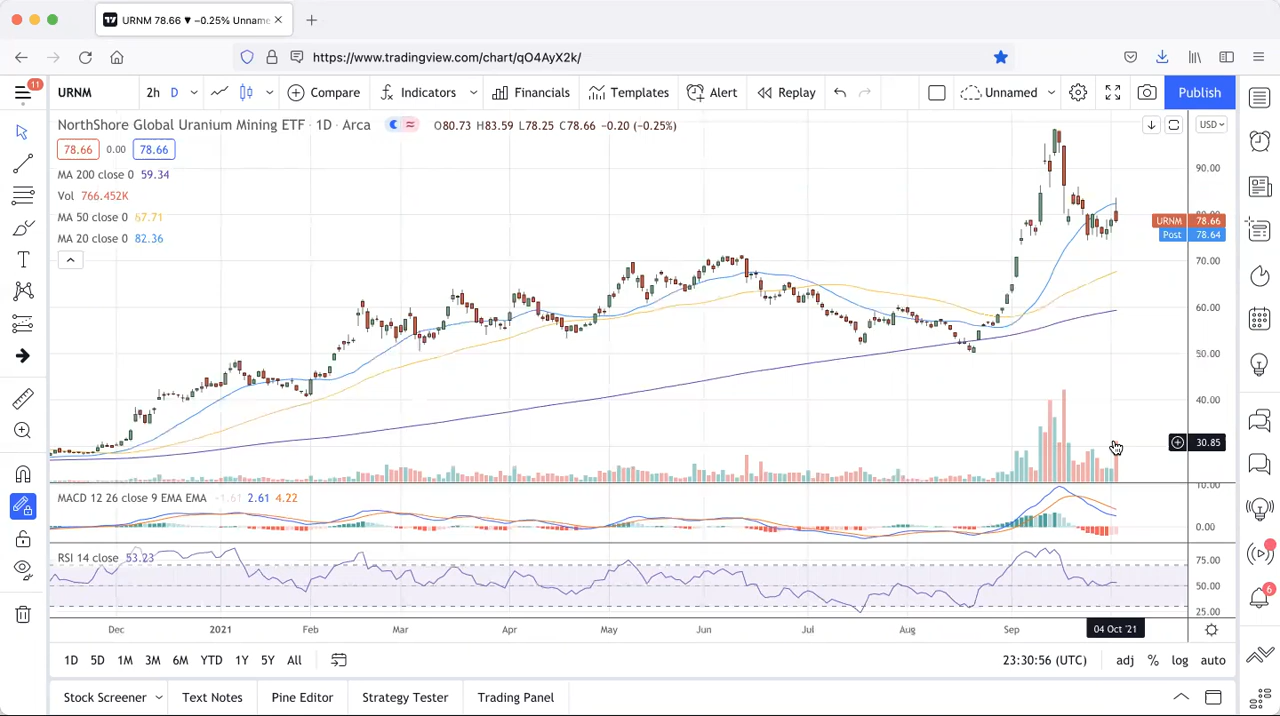 URNM 78.66 ▼ −0.25% Unname
https://www.tradingview.com/chart/qO4AyX2k/
11
URNM 2h D Compare Indicators Financials Templates Alert Replay Unnamed Publish
NorthShore Global Uranium Mining ETF · 1D · Arca O80.73 H83.59 L78.25 C78.66 −0.20 (−0.25%) USD
78.66 0.00 78.66
MA 200 close 0 59.34
Vol 766.452K
MA 50 close 0 67.71
MA 20 close 0 82.36
90.00
80.00
URNM 78.66
Post 78.64
70.00
60.00
50.00
40.00
30.85
MACD 12 26 close 9 EMA EMA −1.61 2.61 4.22
10.00
0.00
RSI 14 close 53.23
75.00
50.00
25.00
Dec 2021 Feb Mar Apr May Jun Jul Aug Sep 04 Oct '21
6
1D 5D 1M 3M 6M YTD 1Y 5Y All 23:30:56 (UTC) adj % log auto
Stock Screener Text Notes Pine Editor Strategy Tester Trading Panel